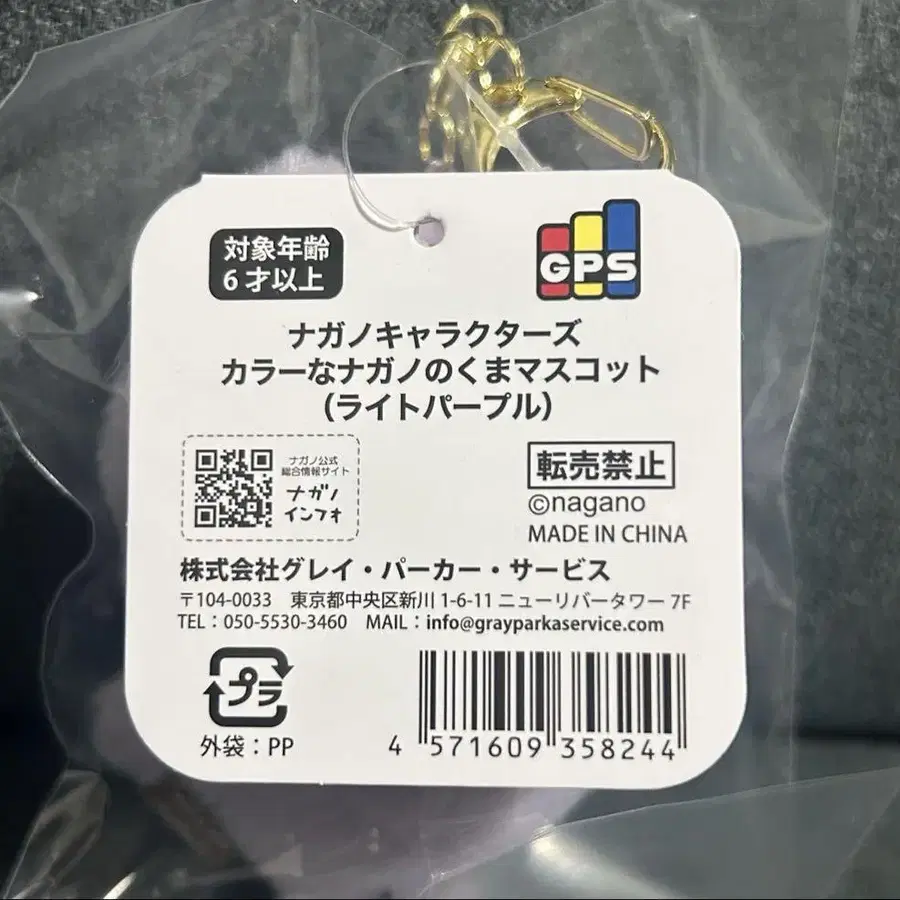 対象年齢
6才以上
GPS
ナガノキャラクターズ
カラーなナガノのくまマスコット
（ライトパープル）
ナガノ公式
総合情報サイト
ナガノ
インフォ
転売禁止
©nagano
MADE IN CHINA
株式会社グレイ・パーカー・サービス
〒104-0033 東京都中央区新川 1-6-11 ニューリバータワー 7F
TEL：050-5530-3460 MAIL：info@grayparkaservice.com
プラ
外袋：PP
4 571609 358244